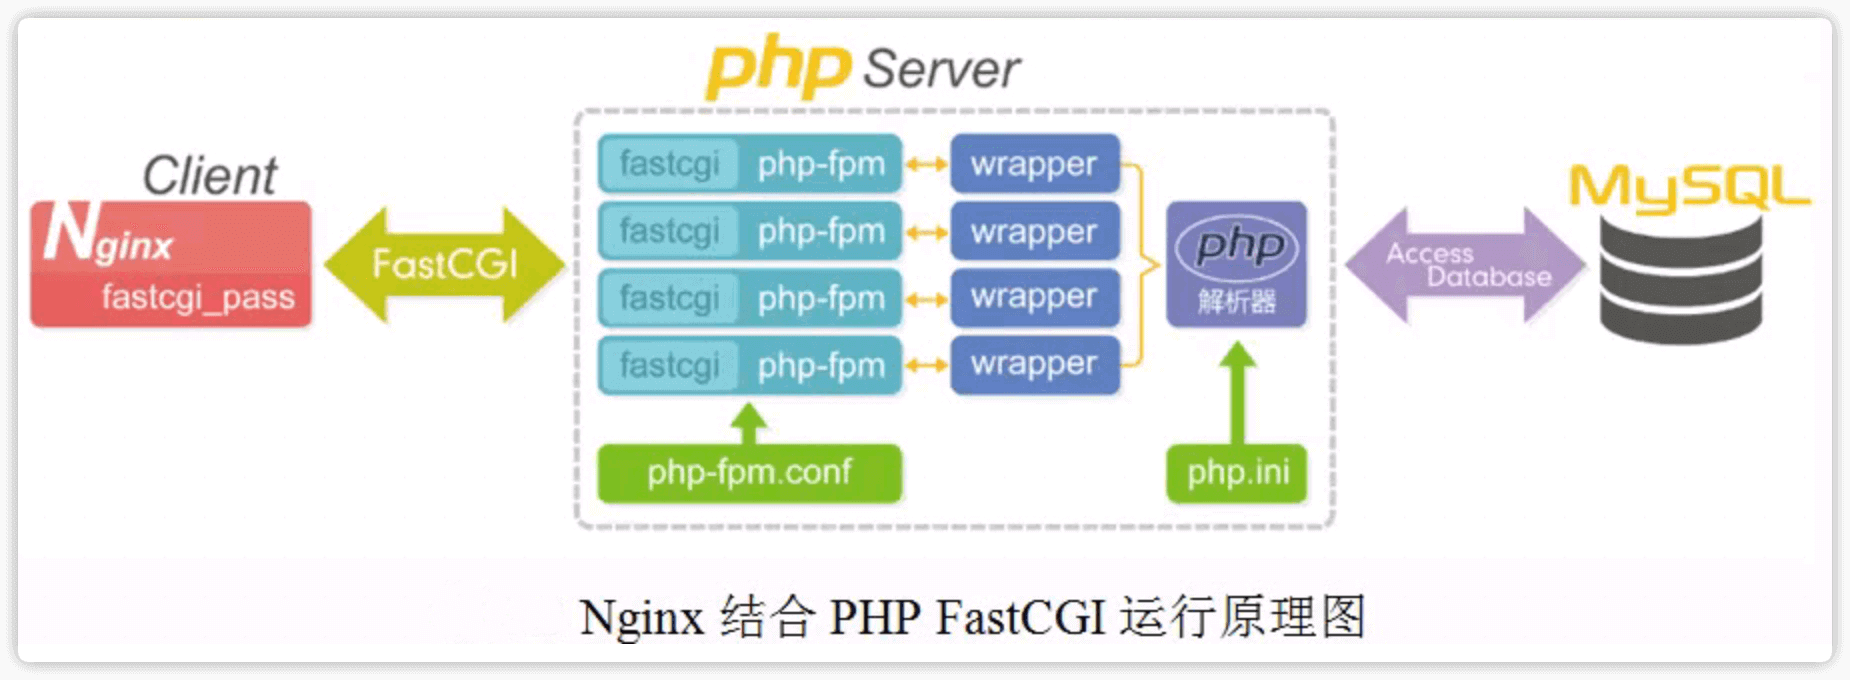 php Server
Client
Nginx
fastcgi_pass
FastCGI
fastcgi php-fpm wrapper
fastcgi php-fpm wrapper
fastcgi php-fpm wrapper
fastcgi php-fpm wrapper
php-fpm.conf
php
解析器
php.ini
Access
Database
MySQL
Nginx 结合 PHP FastCGI 运行原理图